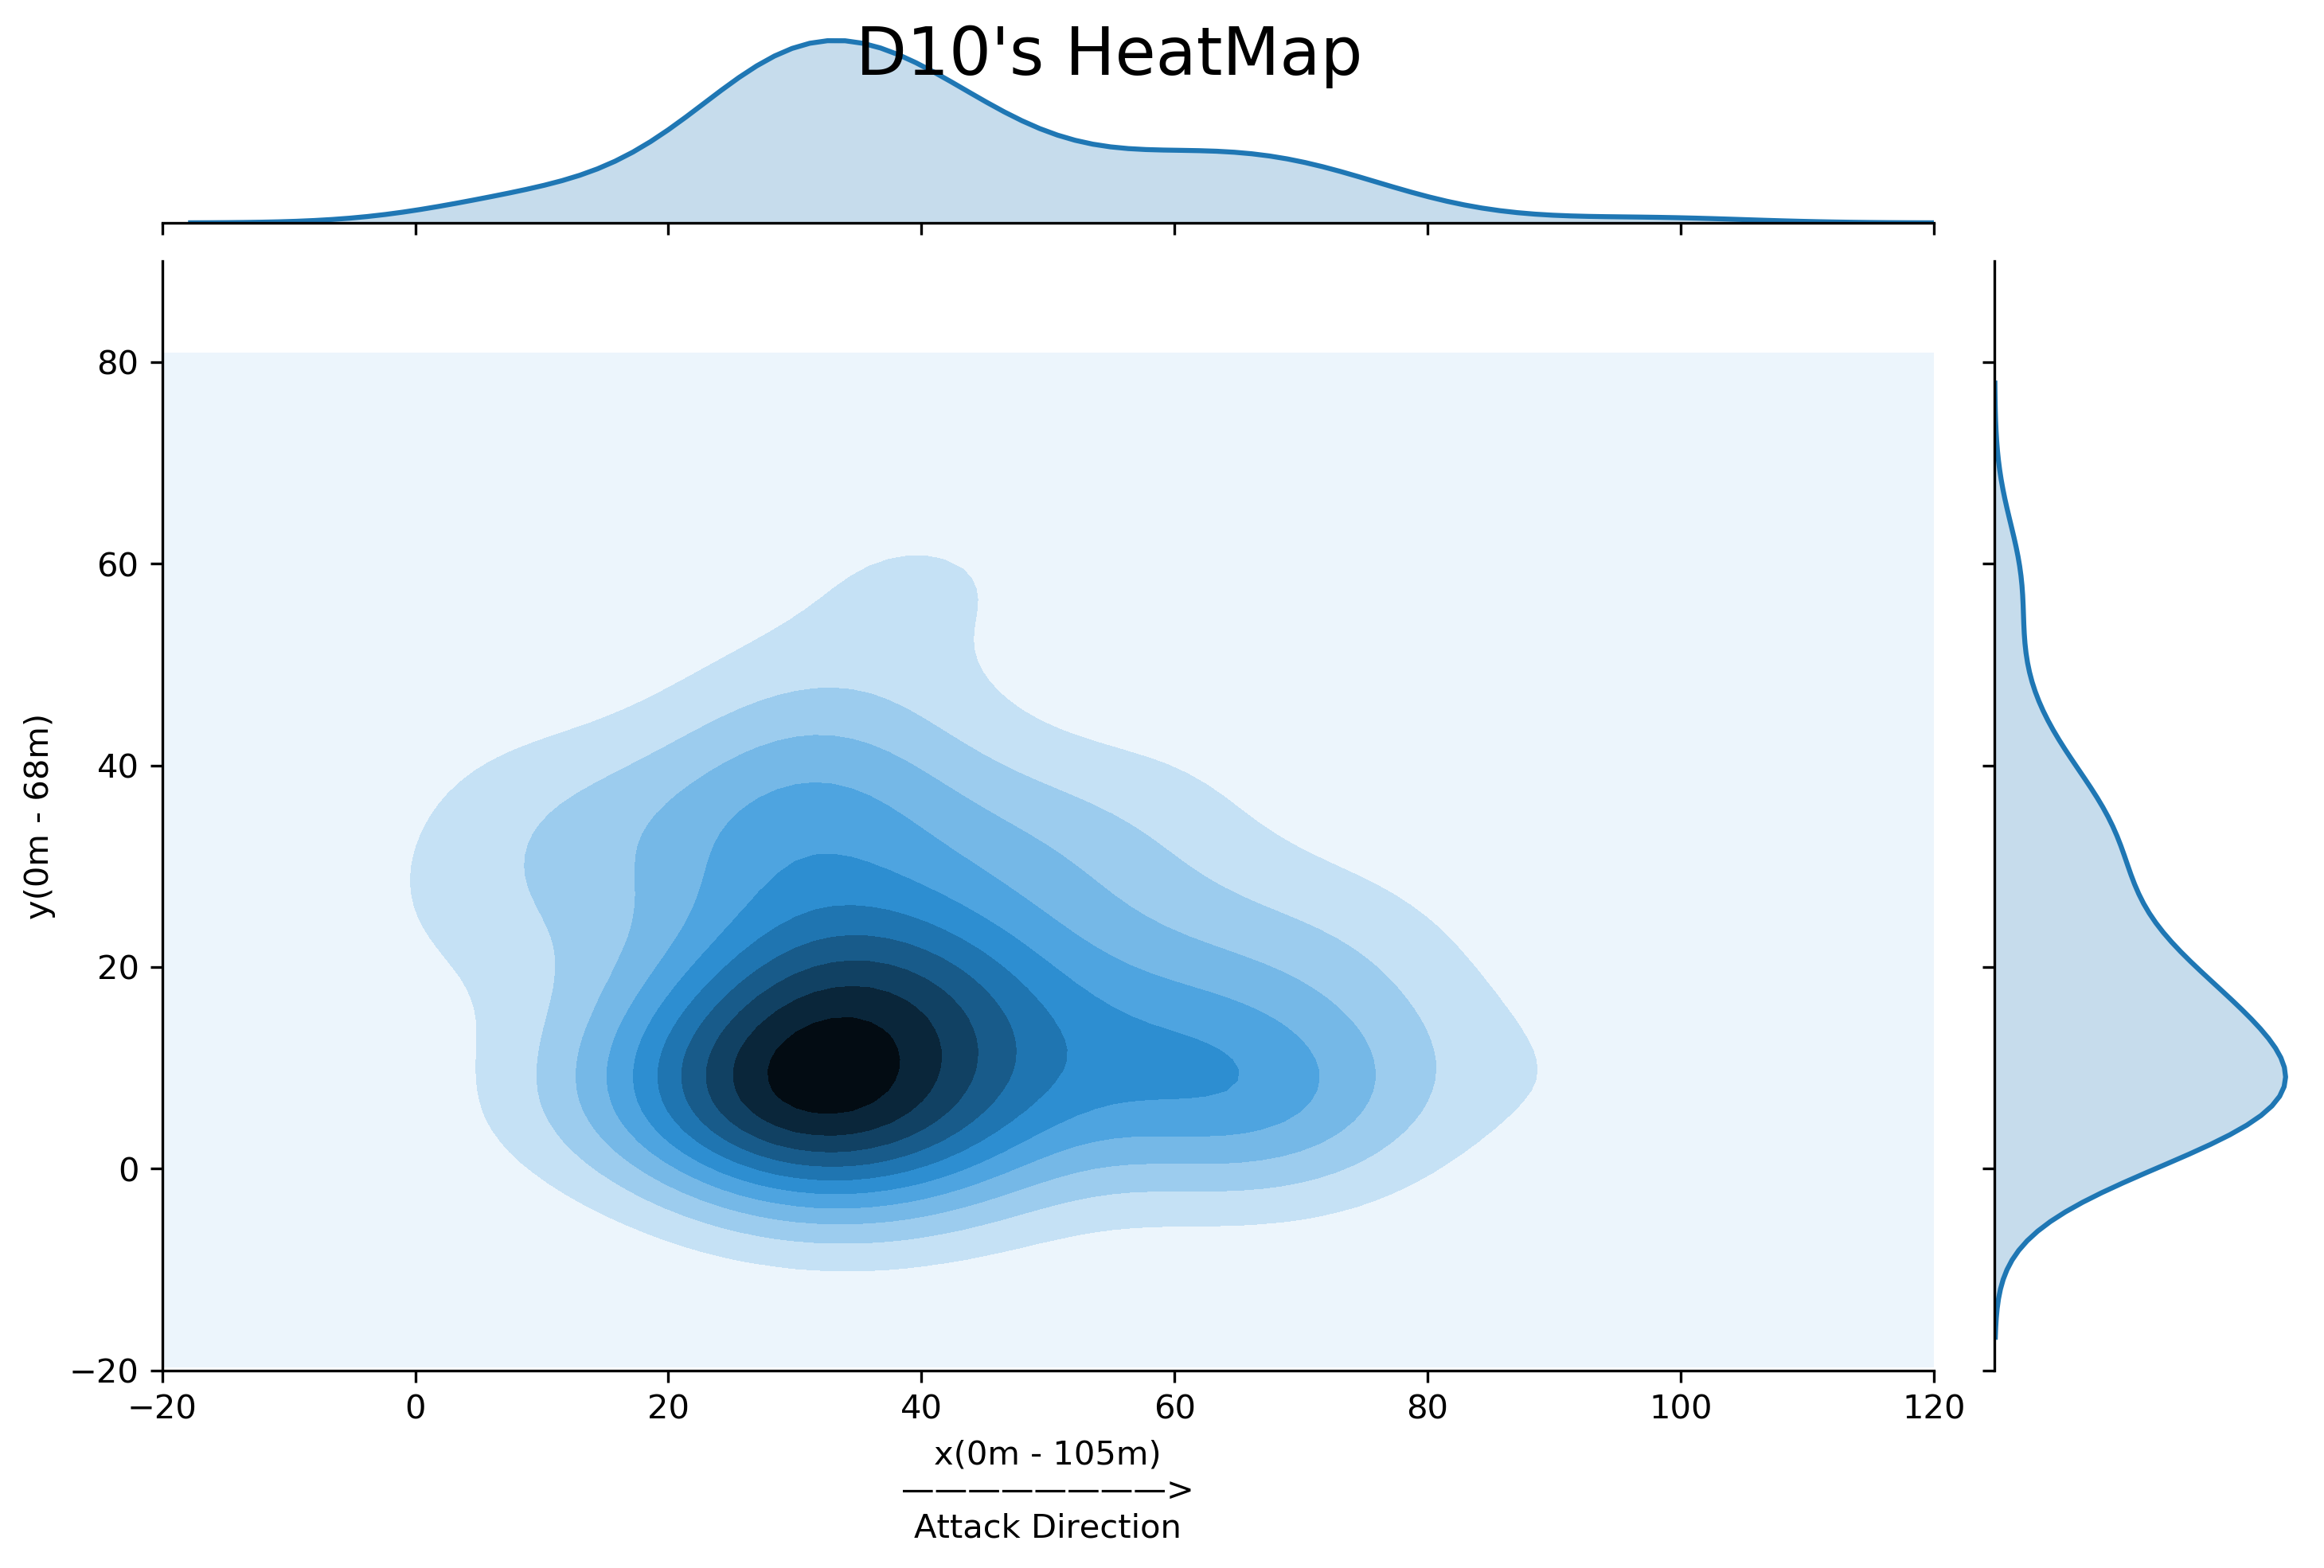 D10's HeatMap
80
60
40
20
0
−20
y(0m - 68m)
−20 0 20 40 60 80 100 120
x(0m - 105m)
————————>
Attack Direction